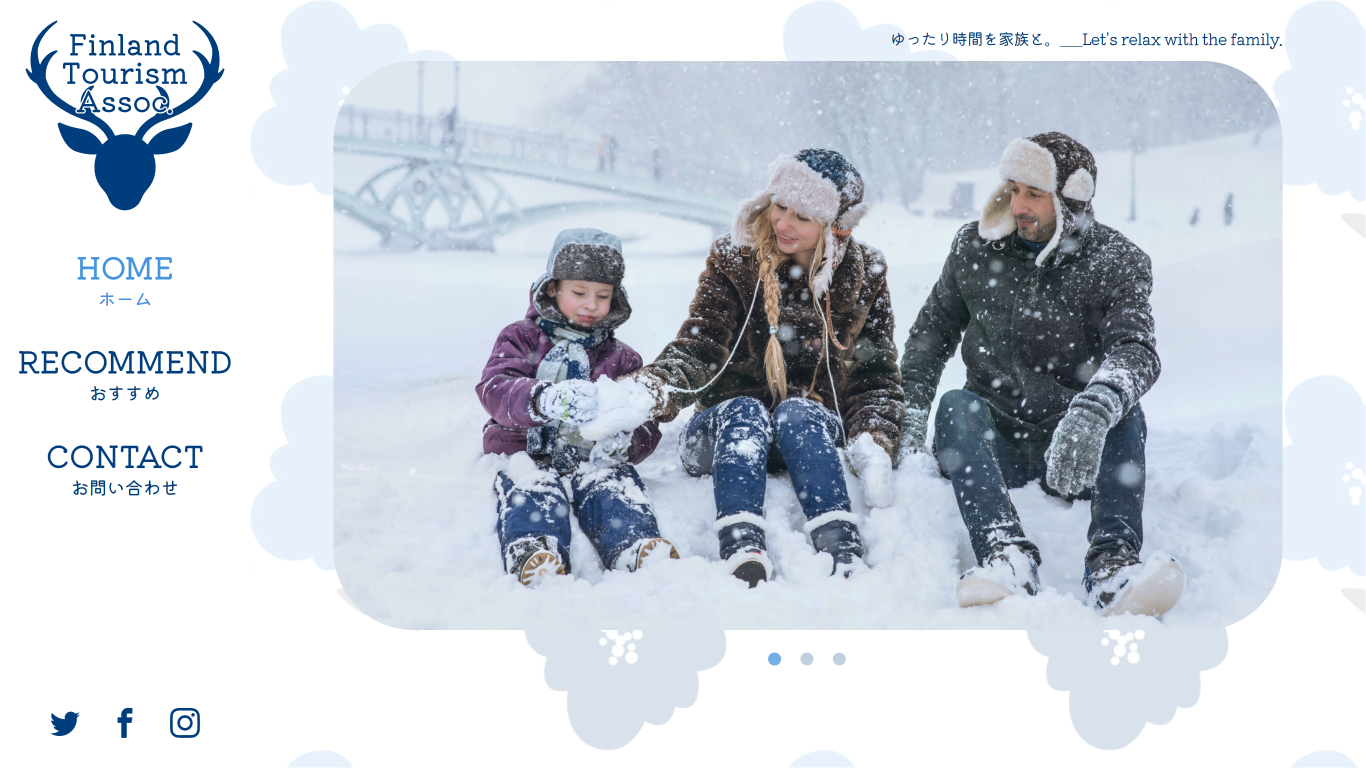 Finland
Tourism
Assoc.
ゆったり時間を家族と。___Let's relax with the family.
HOME
ホーム
RECOMMEND
おすすめ
CONTACT
お問い合わせ